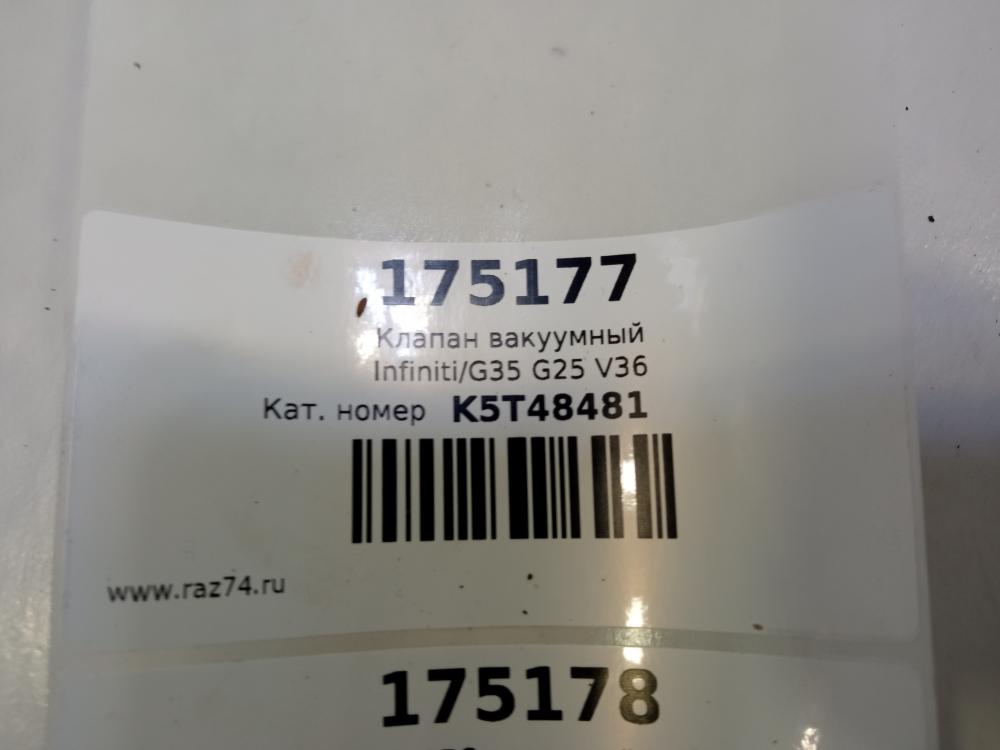 175177
Клапан вакуумный
Infiniti/G35 G25 V36
Кат. номер K5T48481
www.raz74.ru
175178